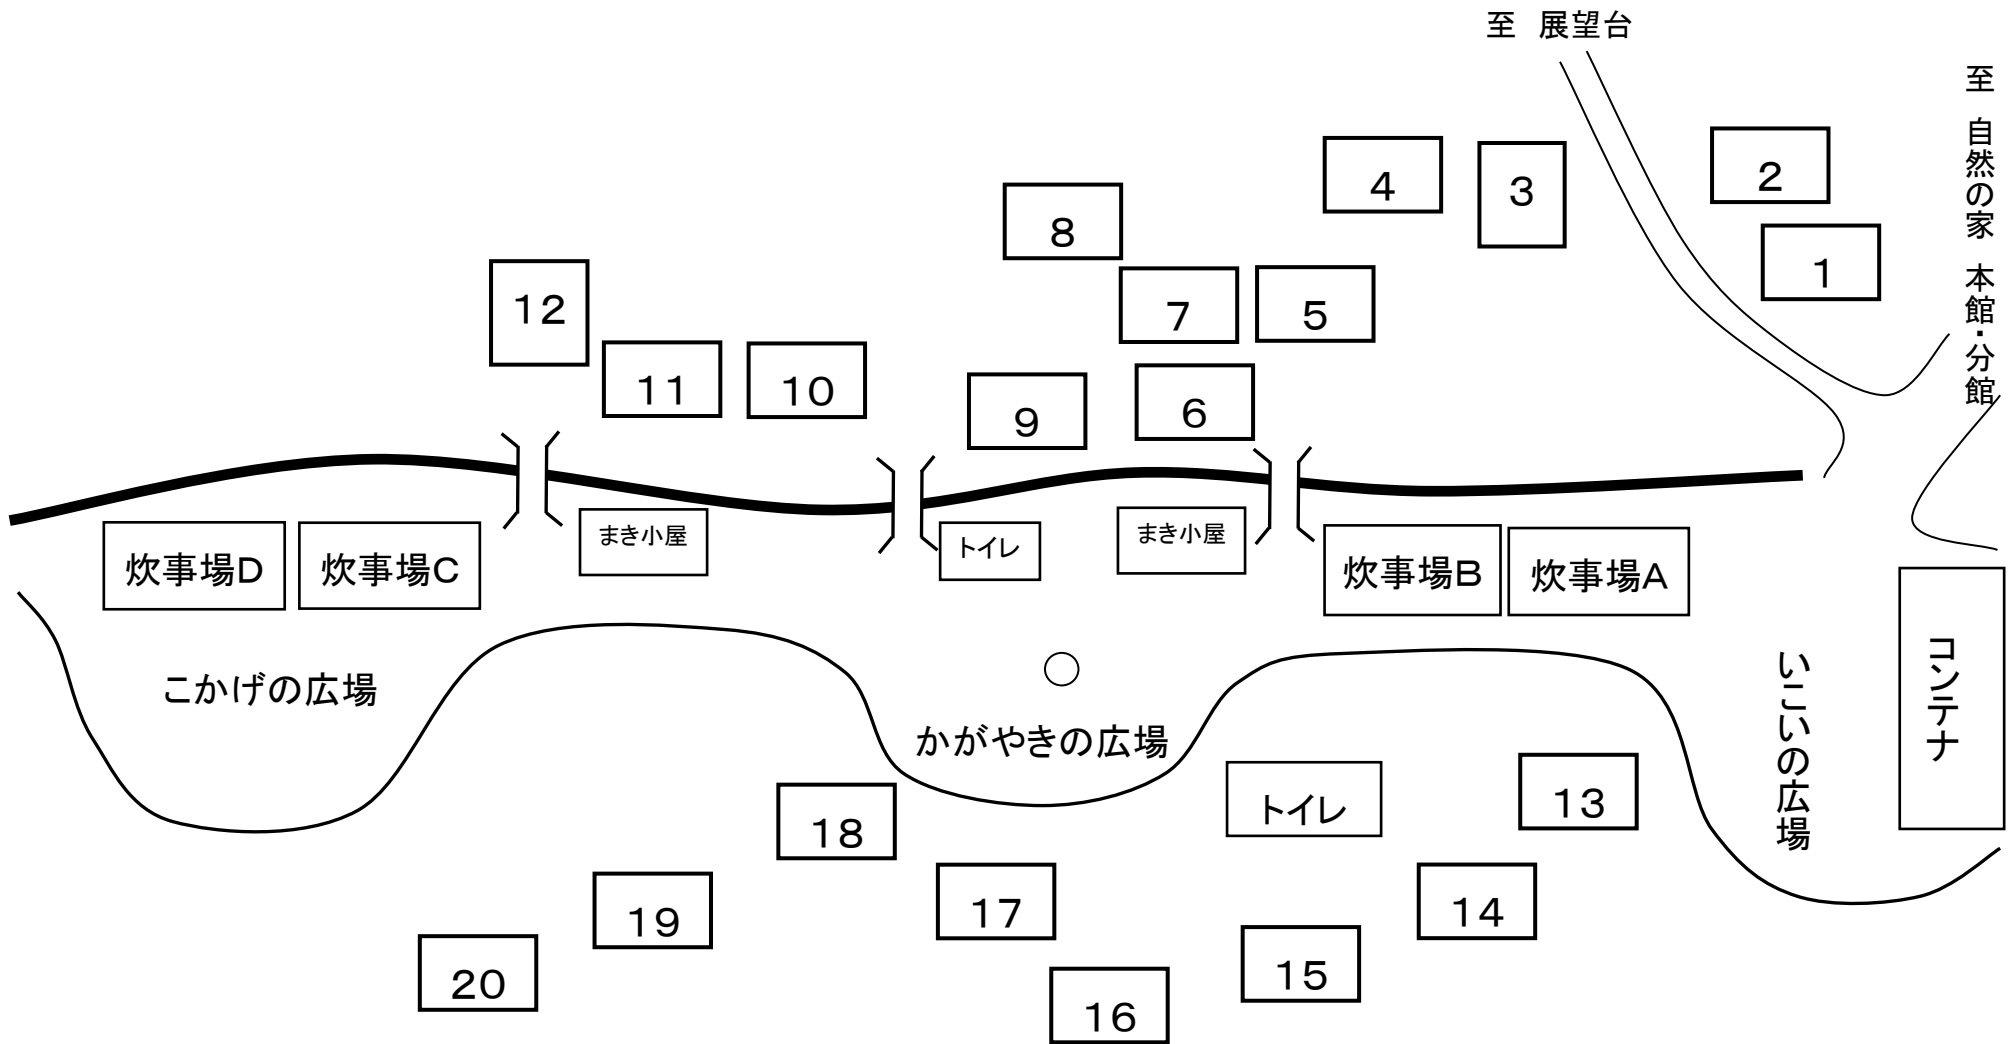 至　展望台
至　自然の家　本館・分館
2
4
3
8
1
12
7
5
11
10
9
6
まき小屋
トイレ
まき小屋
炊事場D
炊事場C
炊事場B
炊事場A
こかげの広場
かがやきの広場
いこいの広場
コンテナ
トイレ
13
18
14
17
19
15
20
16